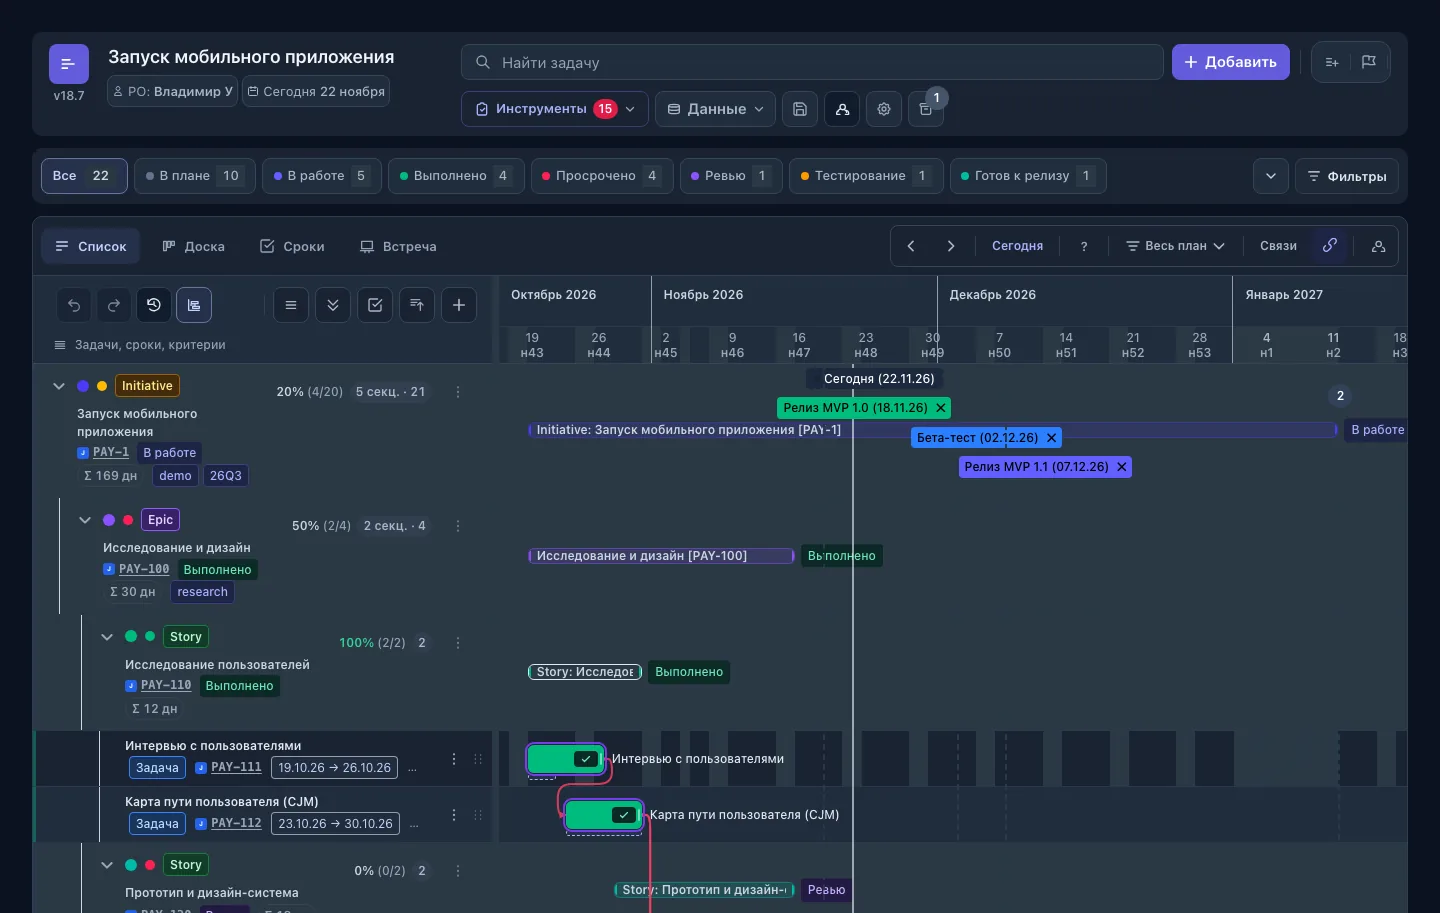 Запуск мобильного приложения
v18.7
PO: Владимир У
Сегодня 22 ноября
Найти задачу
Добавить
Инструменты 15
Данные
1
Все 22
В плане 10
В работе 5
Выполнено 4
Просрочено 4
Ревью 1
Тестирование 1
Готов к релизу 1
Фильтры
Список
Доска
Сроки
Встреча
Сегодня
?
Весь план
Связи
Задачи, сроки, критерии
Октябрь 2026
Ноябрь 2026
Декабрь 2026
Январь 2027
19 26 2 9 16 23 30 7 14 21 28 4 11 18
н43 н44 н45 н46 н47 н48 н49 н50 н51 н52 н53 н1 н2 н3
Initiative
20% (4/20)
5 секц. · 21
Запуск мобильного
приложения
PAY-1
В работе
Σ 169 дн
demo
26Q3
Сегодня (22.11.26)
Релиз MVP 1.0 (18.11.26)
2
Initiative: Запуск мобильного приложения [PAY-1]
В работе
Бета-тест (02.12.26)
Релиз MVP 1.1 (07.12.26)
Epic
50% (2/4)
2 секц. · 4
Исследование и дизайн
PAY-100
Выполнено
Σ 30 дн
research
Исследование и дизайн [PAY-100]
Выполнено
Story
100% (2/2)
2
Исследование пользователей
PAY-110
Выполнено
Σ 12 дн
Story: Исследов
Выполнено
Интервью с пользователями
Задача
PAY-111
19.10.26 → 26.10.26
...
Интервью с пользователями
Карта пути пользователя (CJM)
Задача
PAY-112
23.10.26 → 30.10.26
...
Карта пути пользователя (CJM)
Story
0% (0/2)
2
Прототип и дизайн-система
Story: Прототип и дизайн-
Ревью